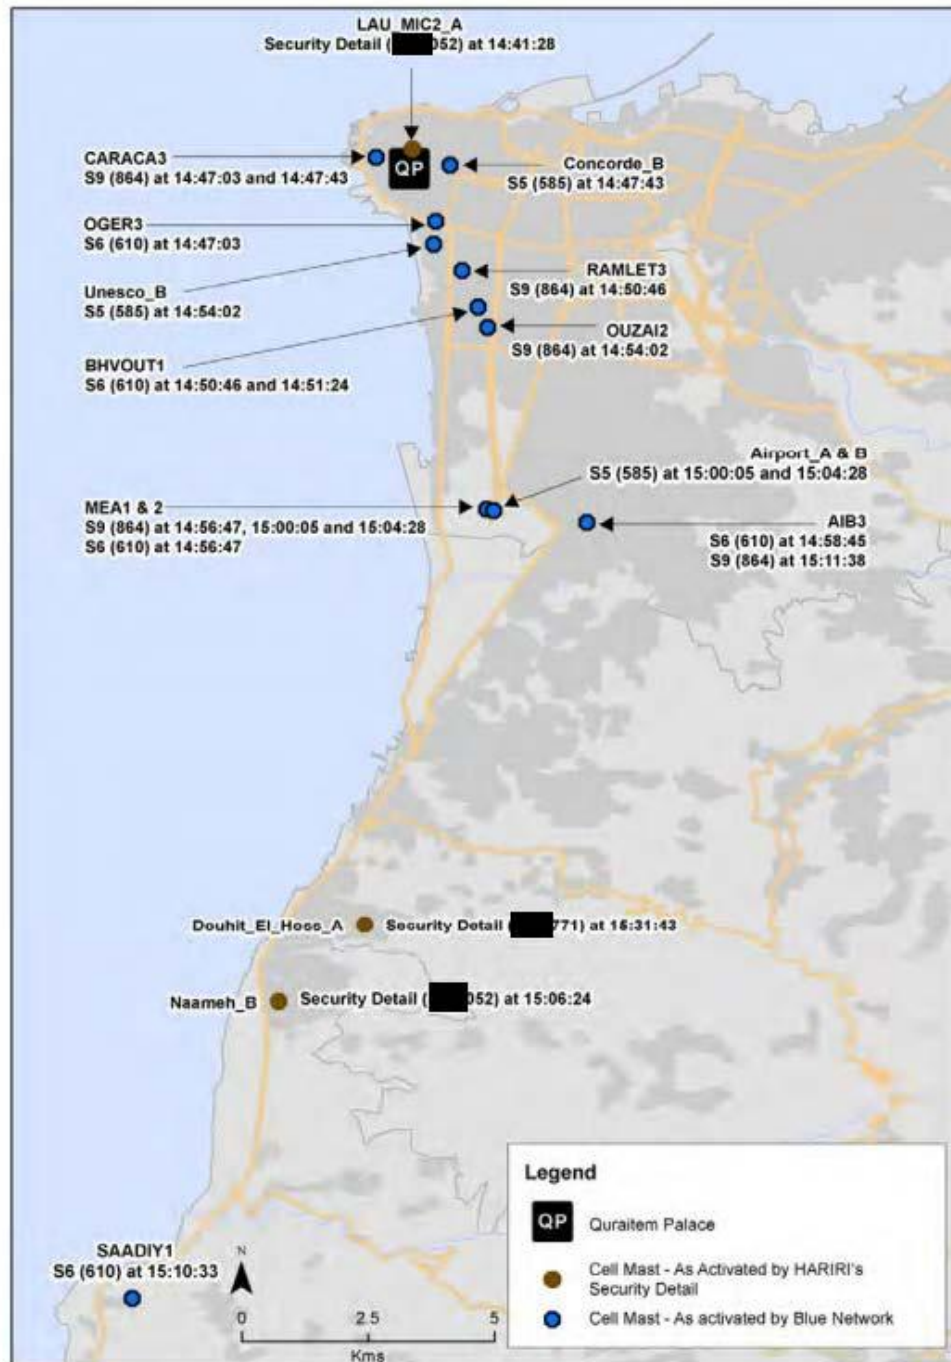 LAU_MIC2_A
Security Detail ( 052) at 14:41:28
CARACA3
S9 (864) at 14:47:03 and 14:47:43
QP
Concorde_B
S5 (585) at 14:47:43
OGER3
S6 (610) at 14:47:03
Unesco_B
S5 (585) at 14:54:02
RAMLET3
S9 (864) at 14:50:46
OUZAI2
S9 (864) at 14:54:02
BHVOUT1
S6 (610) at 14:50:46 and 14:51:24
Airport_A & B
S5 (585) at 15:00:05 and 15:04:28
MEA1 & 2
S9 (864) at 14:56:47, 15:00:05 and 15:04:28
S6 (610) at 14:56:47
AIB3
S6 (610) at 14:58:45
S9 (864) at 15:11:38
Douhit_El_Hoss_A Security Detail ( 771) at 15:31:43
Naameh_B Security Detail ( 052) at 15:06:24
SAADIY1
S6 (610) at 15:10:33
N
0 2.5 5
Kms
Legend
QP Quraitem Palace
Cell Mast - As Activated by HARIRI's
Security Detail
Cell Mast - As activated by Blue Network